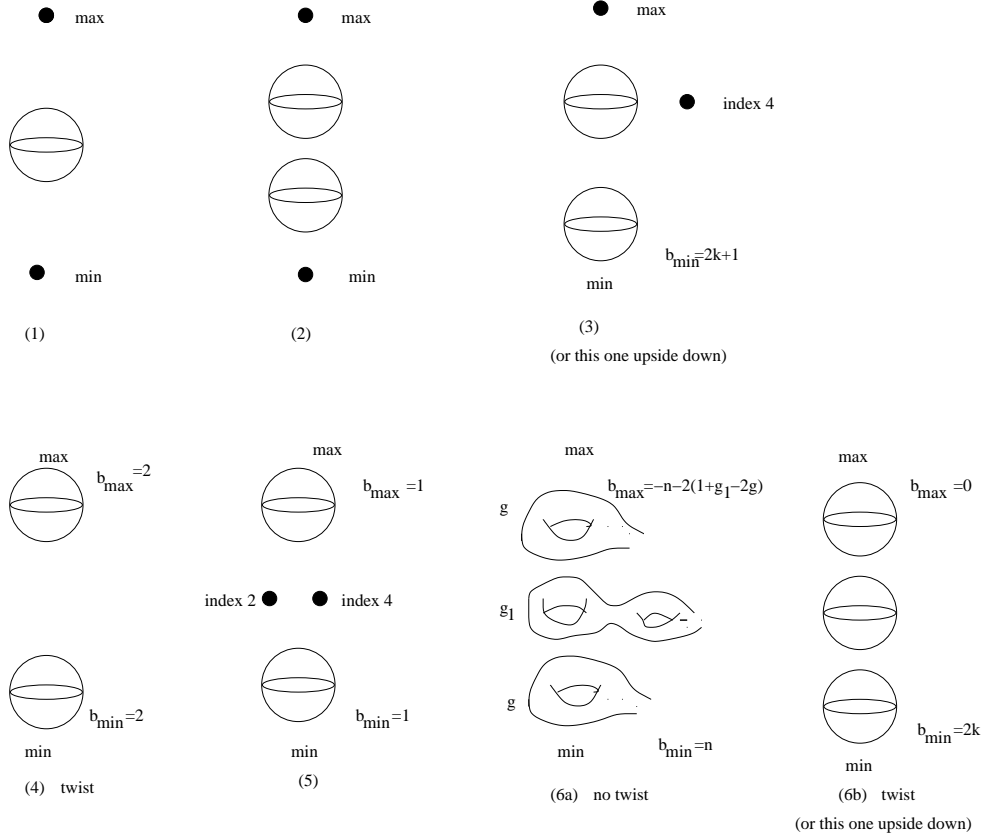 max
min
(1)
max
min
(2)
max
index 4
b_min=2k+1
min
(3)
(or this one upside down)
max
b_max=2
b_min=2
min
(4) twist
max
b_max=1
index 2
index 4
b_min=1
min
(5)
max
b_max=−n−2(1+g_1−2g)
g
g_1
g
min
b_min=n
(6a) no twist
max
b_max=0
b_min=2k
min
(6b) twist
(or this one upside down)